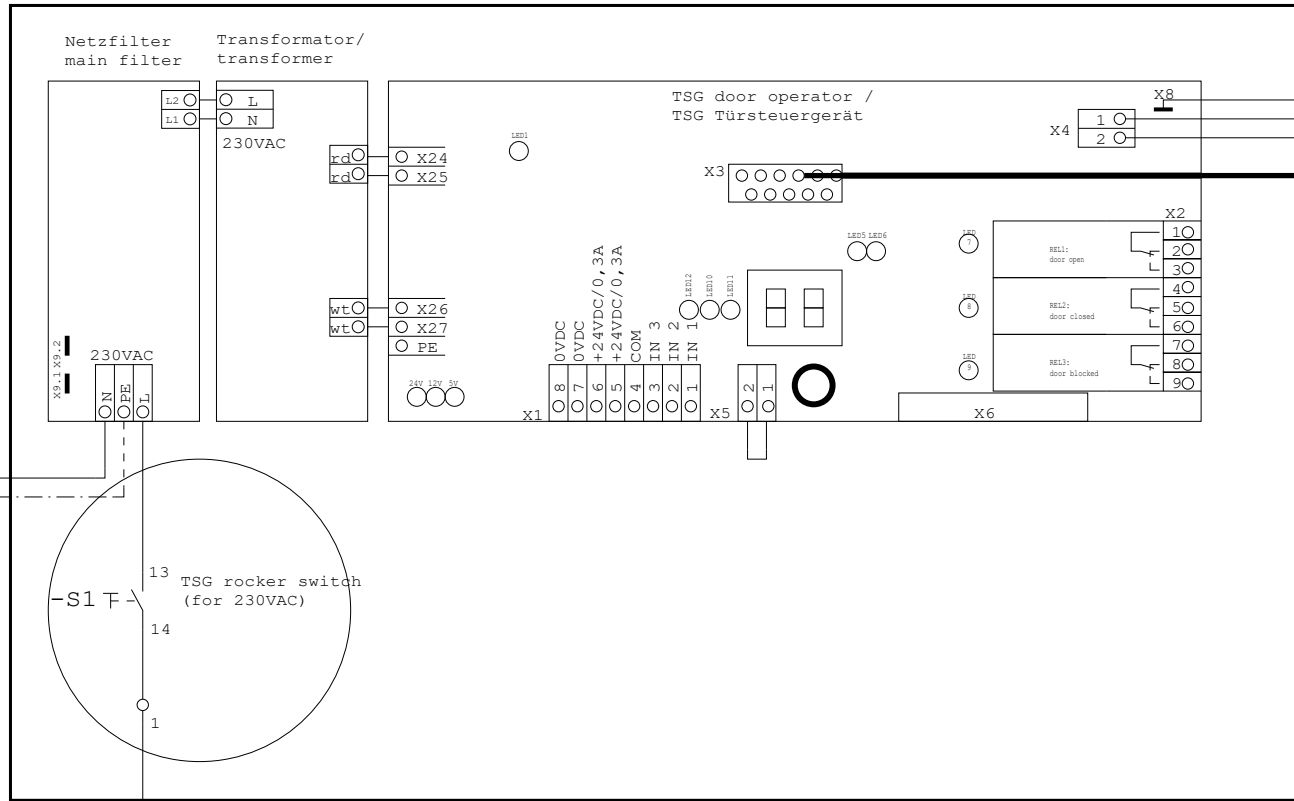 Netzfilter
main filter
Transformator/
transformer
L2
L1
L
N
230VAC
rd
rd
X24
X25
wt
wt
X26
X27
PE
LED1
TSG door operator /
TSG Türsteuergerät
X8
X4
1
2
X3
LED5 LED6
LED12
LED10
LED11
LED
7
LED
8
LED
9
X2
REL1:
door open
1
2
3
REL2:
door closed
4
5
6
REL3:
door blocked
7
8
9
X9.1 X9.2
230VAC
N
PE
L
24V 12V 5V
0VDC
0VDC
+24VDC/0,3A
+24VDC/0,3A
COM
IN 3
IN 2
IN 1
X1
8
7
6
5
4
3
2
1
X5
2
1
X6
-S1
13
14
TSG rocker switch
(for 230VAC)
1